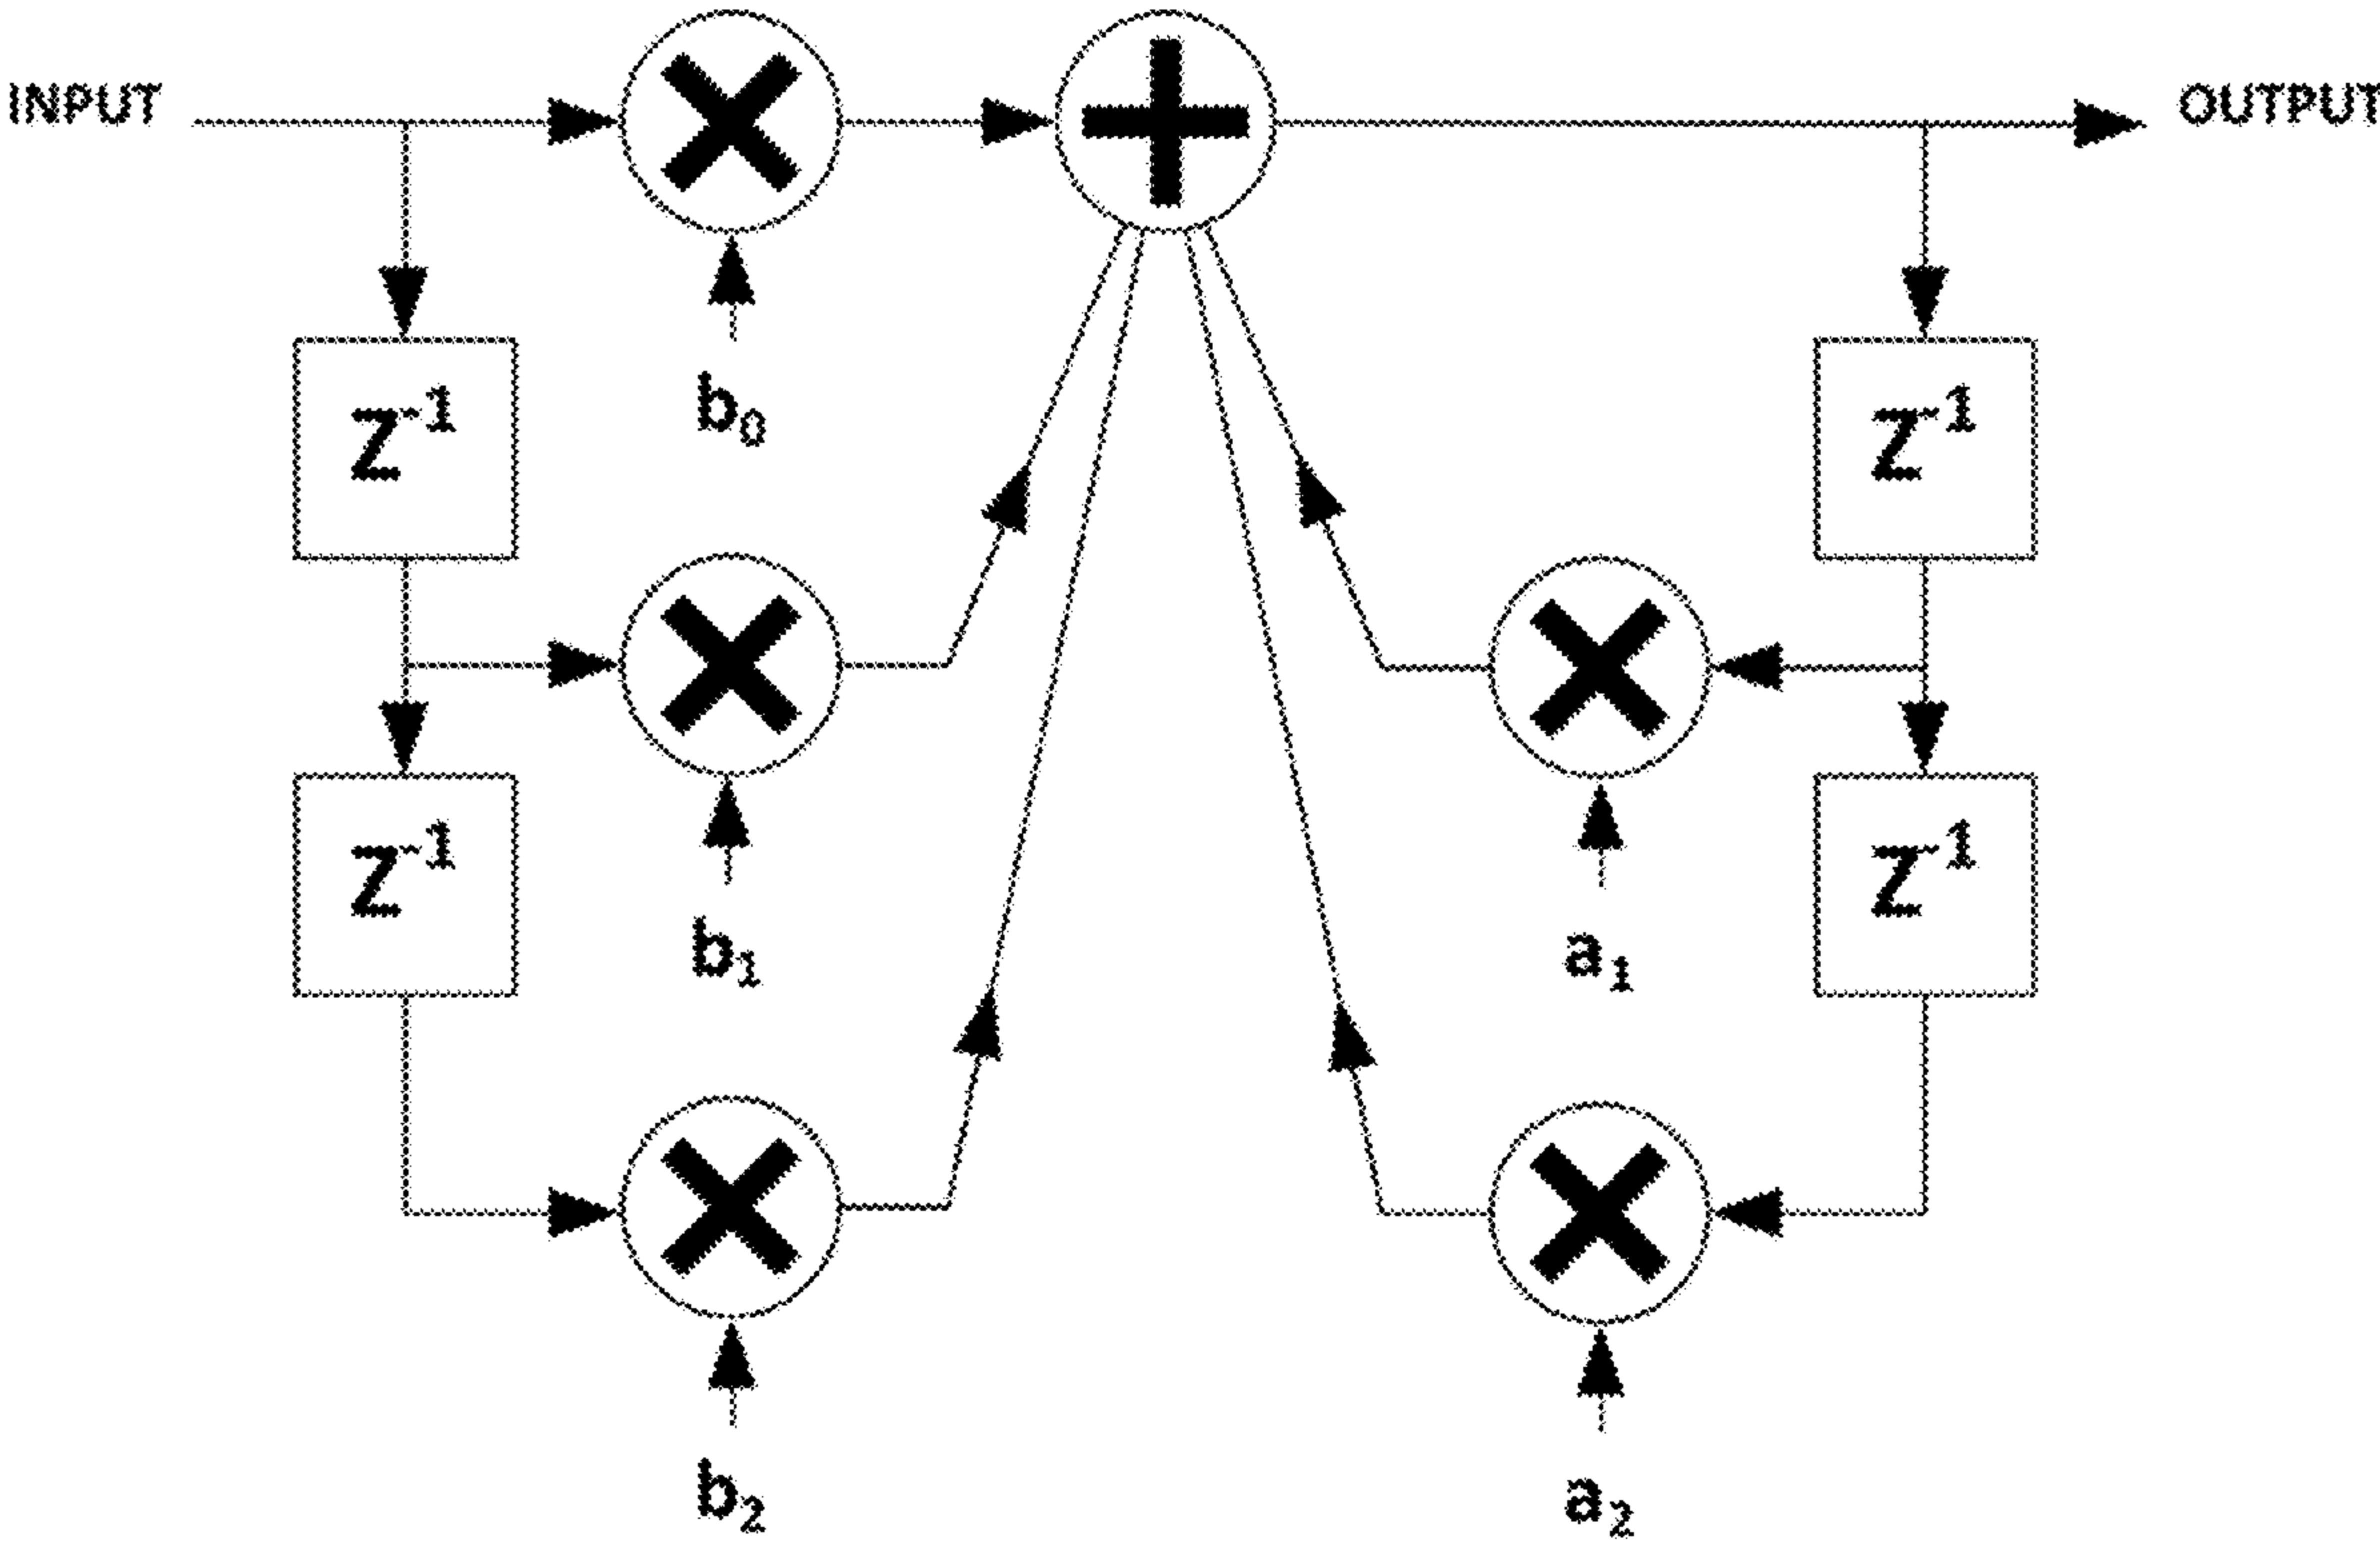 INPUT
OUTPUT
b₀
Z⁻¹
Z⁻¹
b₁
a₁
Z⁻¹
Z⁻¹
b₂
a₂